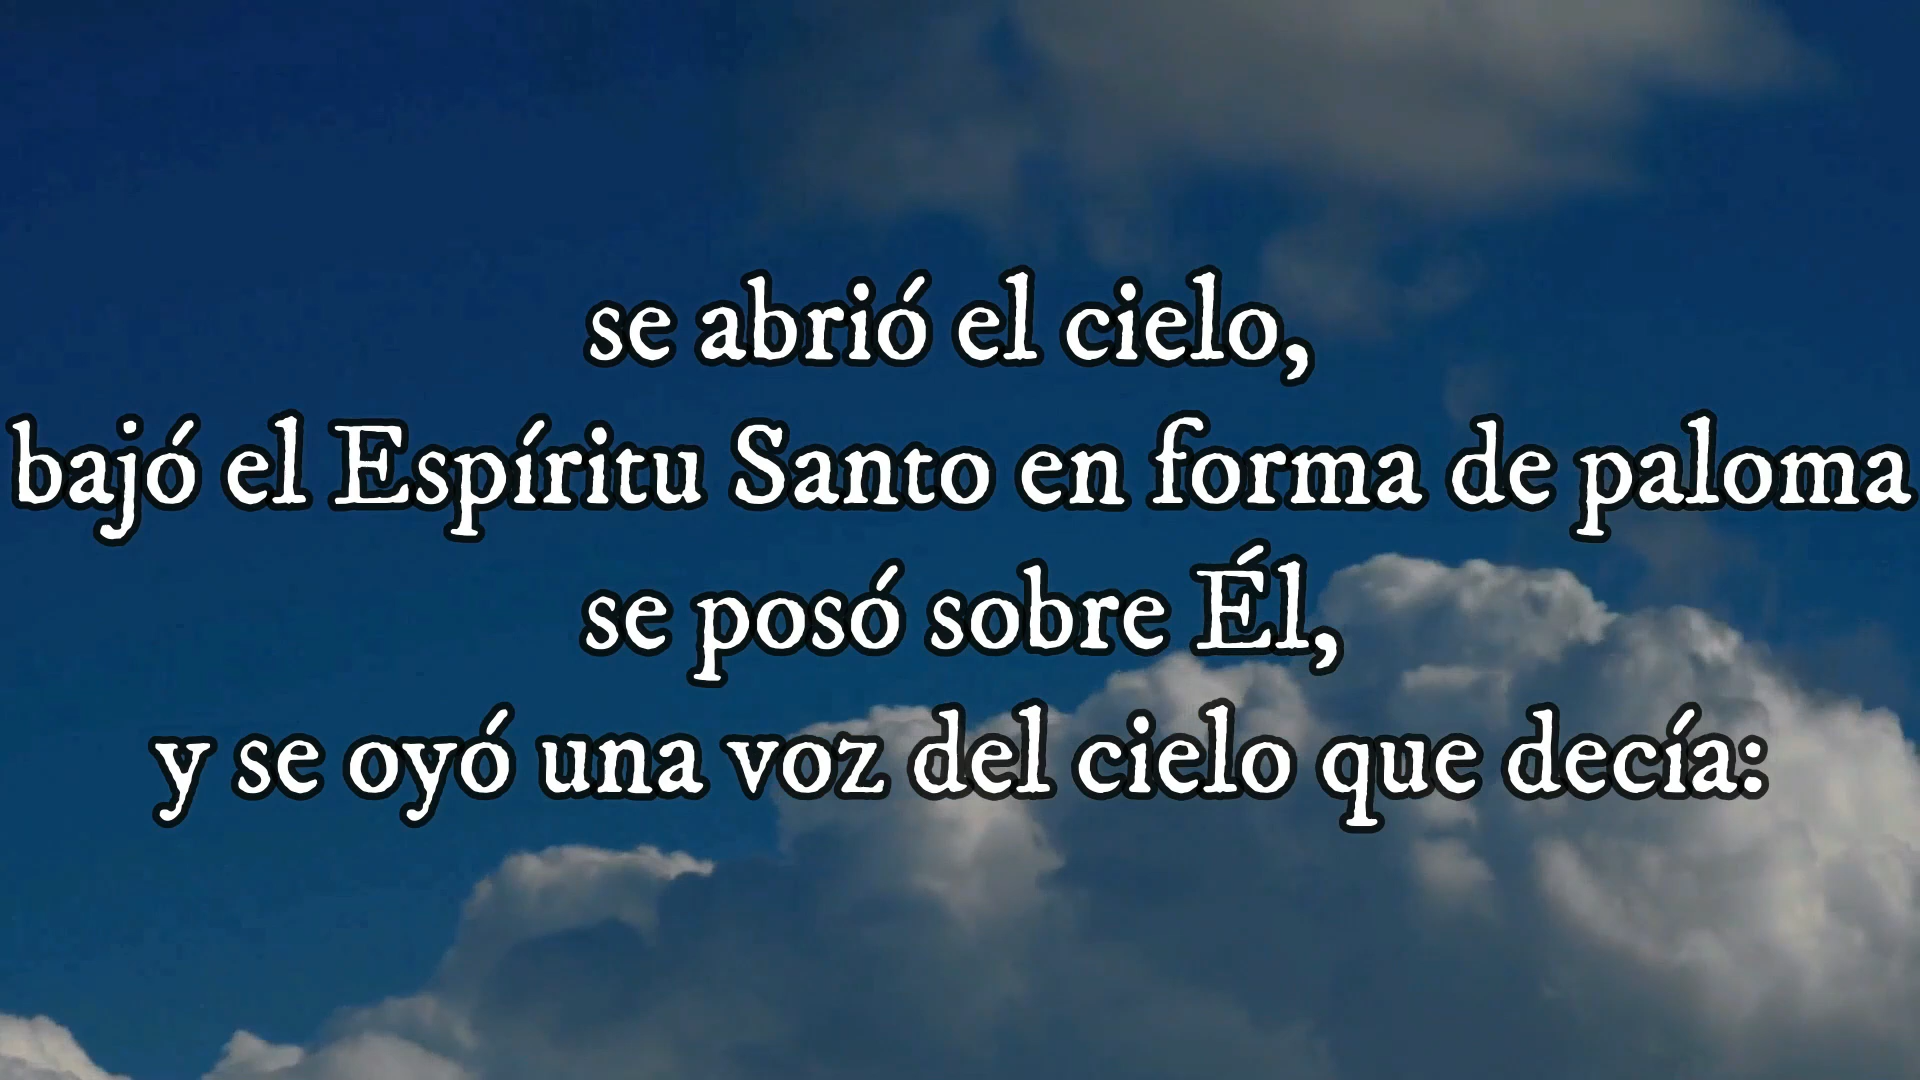 se abrió el cielo,
bajó el Espíritu Santo en forma de paloma
se posó sobre Él,
y se oyó una voz del cielo que decía: